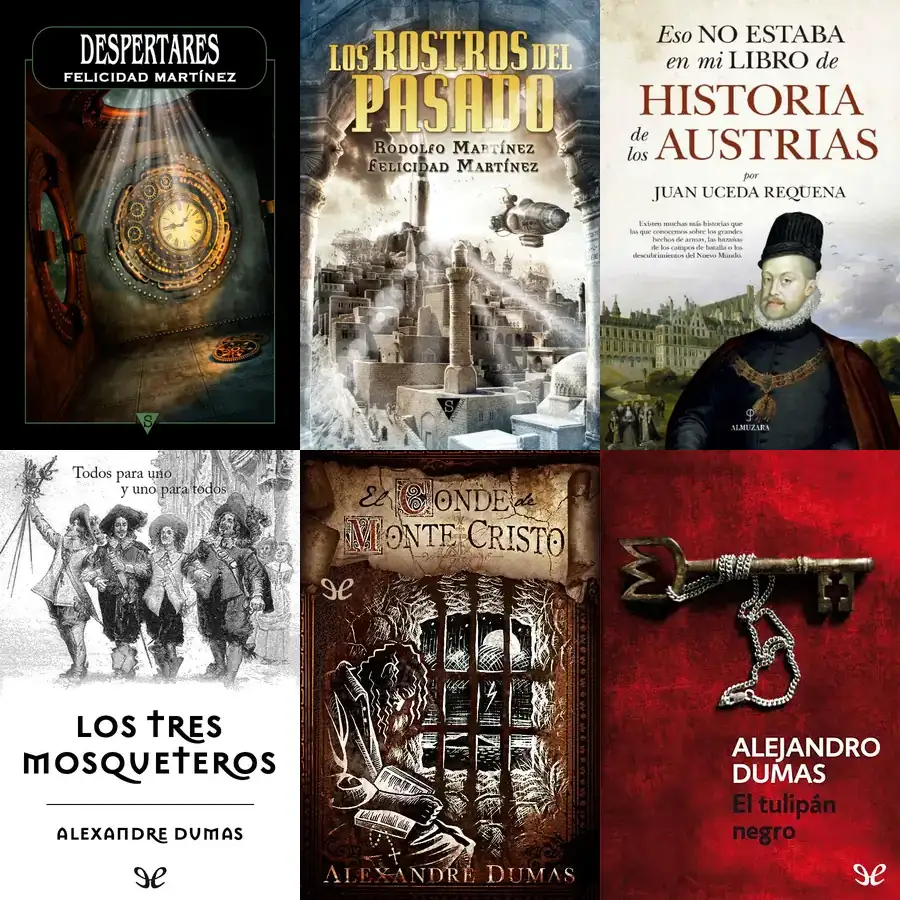 DESPERTARES
FELICIDAD MARTÍNEZ
S
LOS ROSTROS DEL
PASADO
RODOLFO MARTÍNEZ
FELICIDAD MARTÍNEZ
S
Eso NO ESTABA
en mi LIBRO de
HISTORIA
de los AUSTRIAS
por
JUAN UCEDA REQUENA
Existen muchas más historias que
las que conocemos sobre los grandes
hechos de armas, las hazañas
de los campos de batalla o los
descubrimientos del Nuevo Mundo.
ALMUZARA
Todos para uno
y uno para todos
LOS TRES
MOSQUETEROS
ALEXANDRE DUMAS
El CONDE de
MONTE CRISTO
ALEXANDRE DUMAS
ALEJANDRO
DUMAS
El tulipán
negro